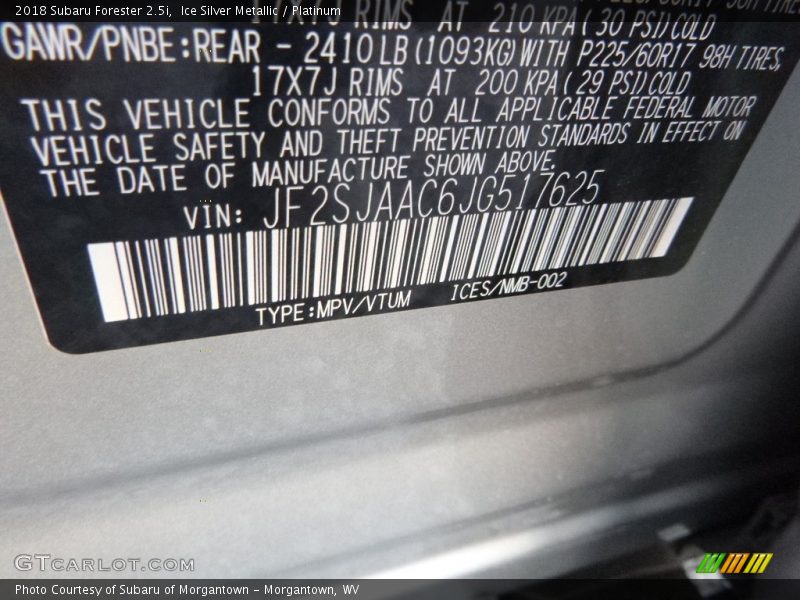 2018 Subaru Forester 2.5i, Ice Silver Metallic / Platinum
17X7J RIMS AT 210 KPA ( 30 PSI) COLD
GAWR/PNBE:REAR - 2410 LB (1093KG) WITH P225/60R17 98H TIRES,
17X7J RIMS AT 200 KPA ( 29 PSI) COLD
THIS VEHICLE CONFORMS TO ALL APPLICABLE FEDERAL MOTOR
VEHICLE SAFETY AND THEFT PREVENTION STANDARDS IN EFFECT ON
THE DATE OF MANUFACTURE SHOWN ABOVE.
VIN: JF2SJAAC6JG517625
TYPE:MPV/VTUM ICES/NMB-002
GTCARLOT.COM
Photo Courtesy of Subaru of Morgantown - Morgantown, WV